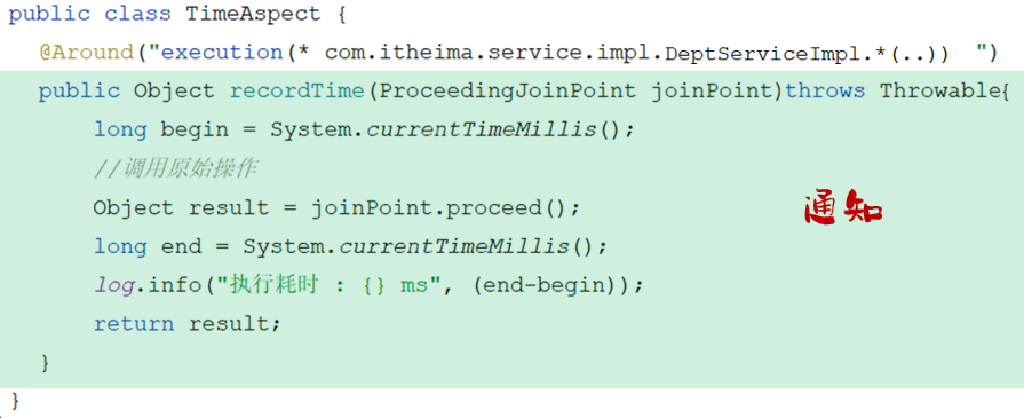 public class TimeAspect {
@Around("execution(* com.itheima.service.impl.DeptServiceImpl.*(..)) ")
public Object recordTime(ProceedingJoinPoint joinPoint)throws Throwable{
long begin = System.currentTimeMillis();
//调用原始操作
Object result = joinPoint.proceed();
通知
long end = System.currentTimeMillis();
log.info("执行耗时 : {} ms", (end-begin));
return result;
}
}